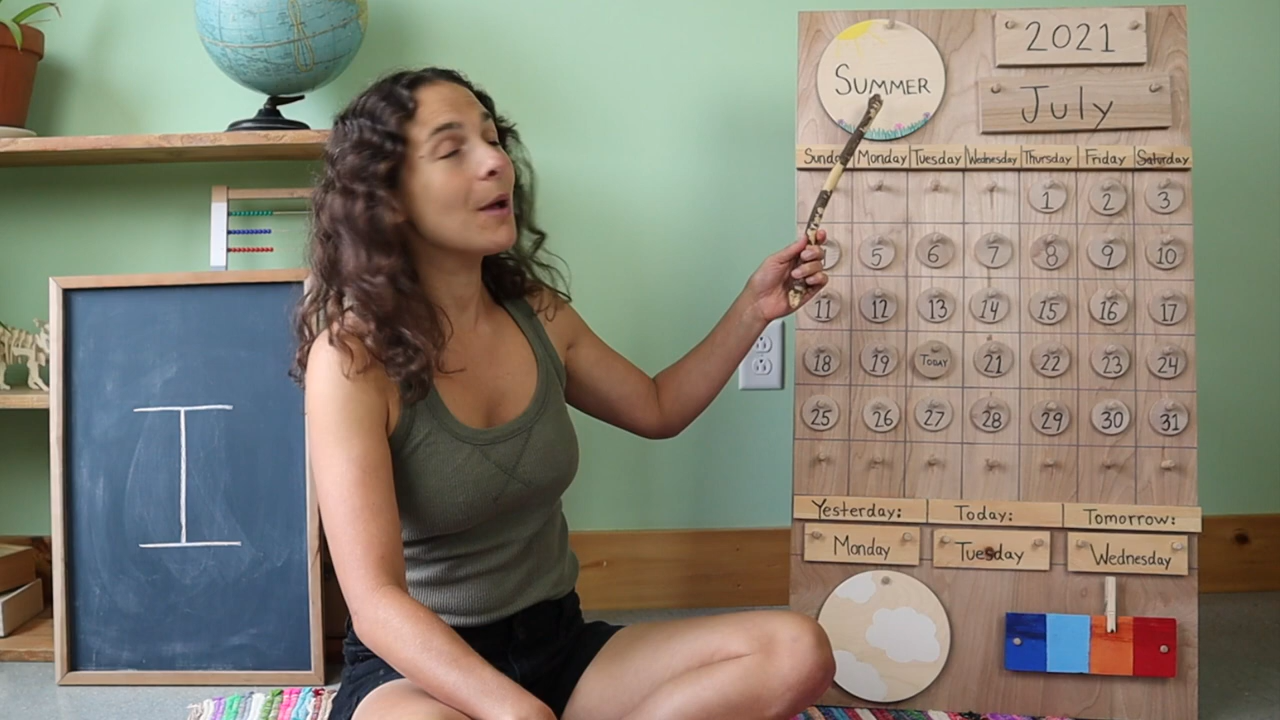 2021
SUMMER
July
Sunday Monday Tuesday Wednesday Thursday Friday Saturday
1 2 3
5 6 7 8 9 10
11 12 13 14 15 16 17
18 19 TODAY 21 22 23 24
25 26 27 28 29 30 31
I
Yesterday: Today: Tomorrow:
Monday Tuesday Wednesday